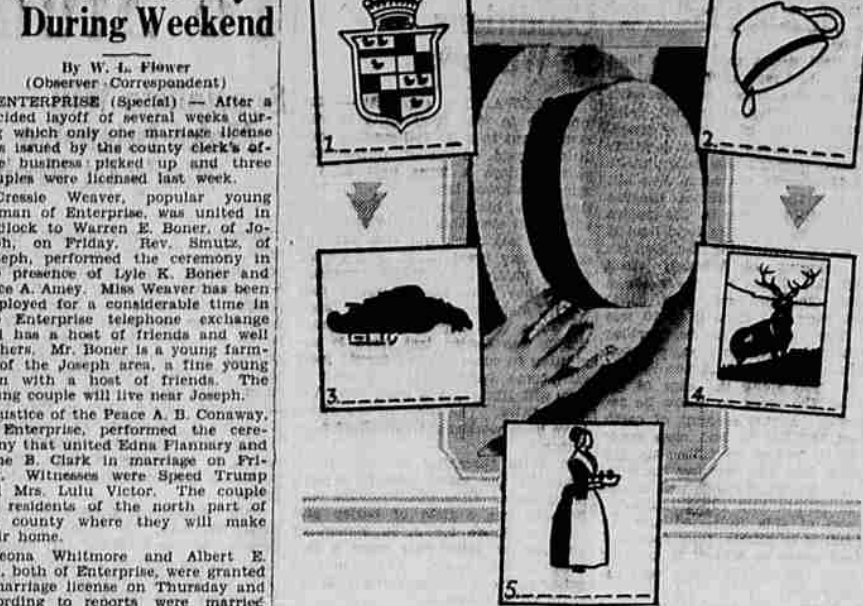 During Weekend
By W. L. Flower
(Observer Correspondent)
ENTERPRISE (Special) — After a
cided layoff of several weeks dur-
which only one marriage license
s issued by the county clerk's of-
business picked up and three
uples were licensed last week.
Cressie Weaver, popular young
man of Enterprise, was united in
dlock to Warren E. Boner, of Jo-
ph, on Friday. Rev. Smutz, of
seph, performed the ceremony in
presence of Lyle K. Boner and
ce A. Amey. Miss Weaver has been
ployed for a considerable time in
Enterprise telephone exchange
has a host of friends and well
hers. Mr. Boner is a young farm-
of the Joseph area, a fine young
n with a host of friends. The
ng couple will live near Joseph.
ustice of the Peace A. B. Conaway,
Enterprise, performed the cere-
ny that united Edna Flannary and
ne B. Clark in marriage on Fri-
Witnesses were Speed Trump
Mrs. Lulu Victor. The couple
residents of the north part of
county where they will make
ir home.
eona Whitmore and Albert E.
, both of Enterprise, were granted
marriage license on Thursday and
ording to reports were married
1.
2.
3.
4.
5.